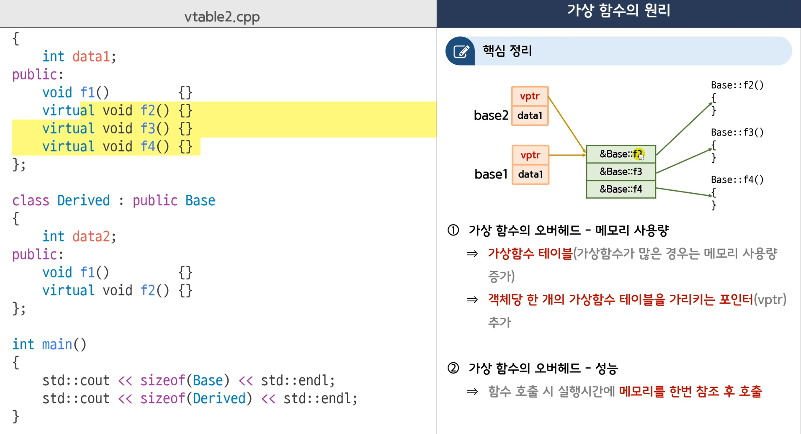 vtable2.cpp
{
int data1;
public:
void f1() {}
virtual void f2() {}
virtual void f3() {}
virtual void f4() {}
};
class Derived : public Base
{
int data2;
public:
void f1() {}
virtual void f2() {}
};
int main()
{
std::cout << sizeof(Base) << std::endl;
std::cout << sizeof(Derived) << std::endl;
}
가상 함수의 원리
핵심 정리
base2
vptr
data1
base1
vptr
data1
&Base::f2
&Base::f3
&Base::f4
Base::f2()
{
}
Base::f3()
{
}
Base::f4()
{
}
① 가상 함수의 오버헤드 - 메모리 사용량
⇒ 가상함수 테이블(가상함수가 많은 경우는 메모리 사용량
증가)
⇒ 객체당 한 개의 가상함수 테이블을 가리키는 포인터(vptr)
추가
② 가상 함수의 오버헤드 - 성능
⇒ 함수 호출 시 실행시간에 메모리를 한번 참조 후 호출